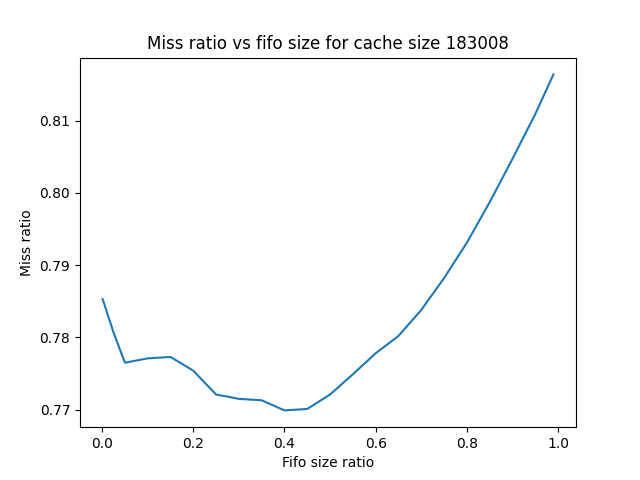 Miss ratio vs fifo size for cache size 183008
0.81
0.80
0.79
0.78
0.77
Miss ratio
0.0 0.2 0.4 0.6 0.8 1.0
Fifo size ratio